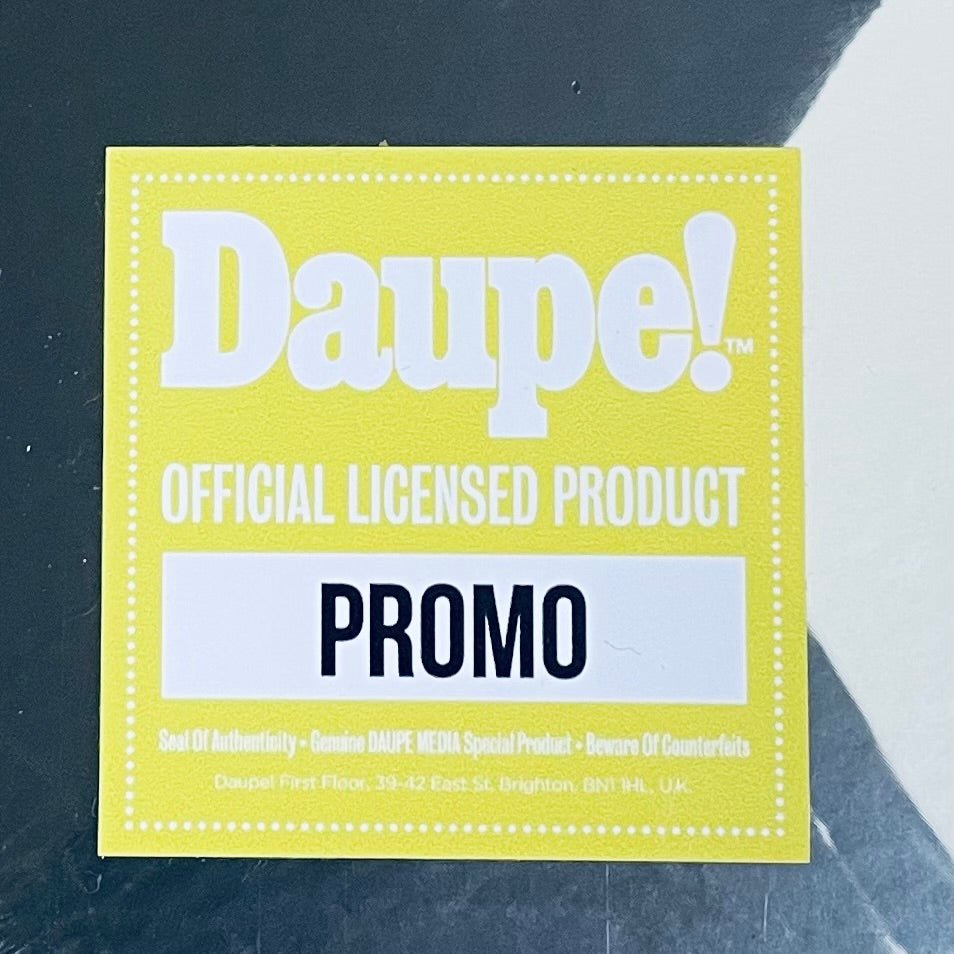 Daupe!™
OFFICIAL LICENSED PRODUCT
PROMO
Seal Of Authenticity • Genuine DAUPE MEDIA Special Product • Beware Of Counterfeits
Daupe! First Floor, 39-42 East St, Brighton, BN1 1HL, U.K.